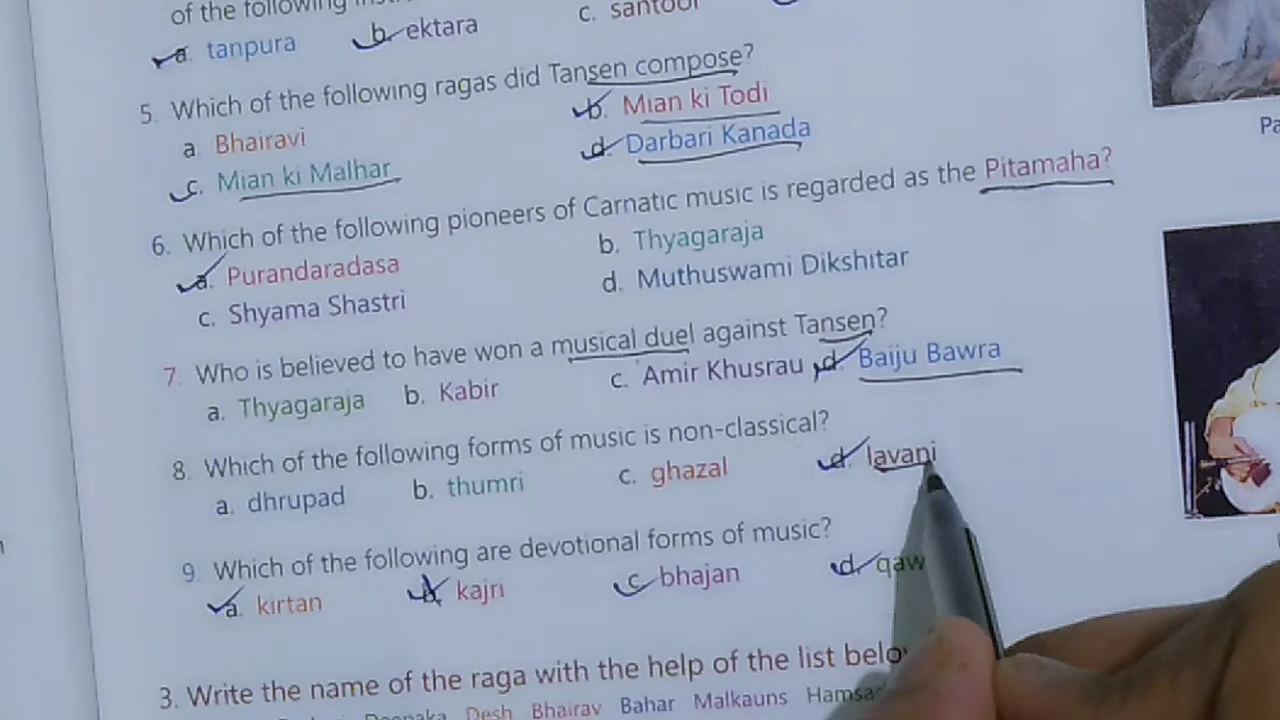 of the following
a. tanpura b. ektara c. santoor
5. Which of the following ragas did Tansen compose?
a. Bhairavi b. Mian ki Todi
c. Mian ki Malhar d. Darbari Kanada
6. Which of the following pioneers of Carnatic music is regarded as the Pitamaha?
a. Purandaradasa b. Thyagaraja
c. Shyama Shastri d. Muthuswami Dikshitar
7. Who is believed to have won a musical duel against Tansen?
a. Thyagaraja b. Kabir c. Amir Khusrau d. Baiju Bawra
8. Which of the following forms of music is non-classical?
a. dhrupad b. thumri c. ghazal d. lavani
9. Which of the following are devotional forms of music?
a. kirtan kajri c. bhajan d. qaw
3. Write the name of the raga with the help of the list belo
Desh Bhairav Bahar Malkauns
Pa